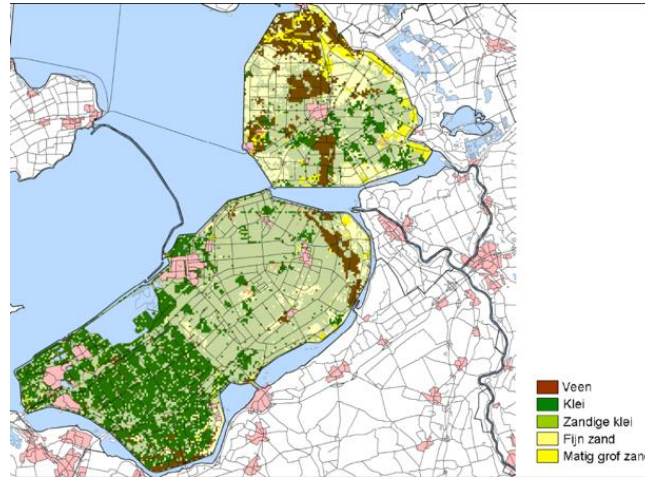 Veen
Klei
Zandige klei
Fijn zand
Matig grof zand